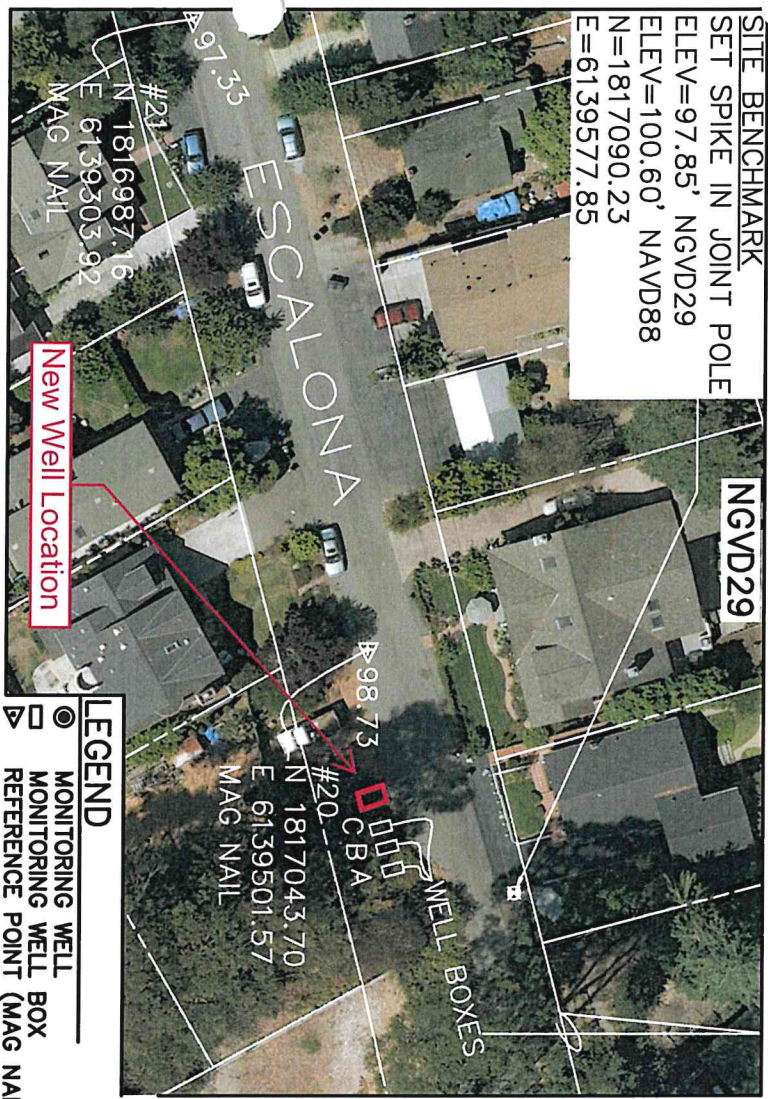 SITE BENCHMARK
SET SPIKE IN JOINT POLE
ELEV=97.85' NGVD29
ELEV=100.60' NAVD88
N=1817090.23
E=6139577.85
NGVD29
97.33
#21
N 1816987.16
E 6139303.92
MAG NAIL
ESCALONA
New Well Location
98.73
#20
N 1817043.70
E 6139501.57
MAG NAIL
C B A
WELL BOXES
LEGEND
MONITORING WELL
MONITORING WELL BOX
REFERENCE POINT (MAG NAI